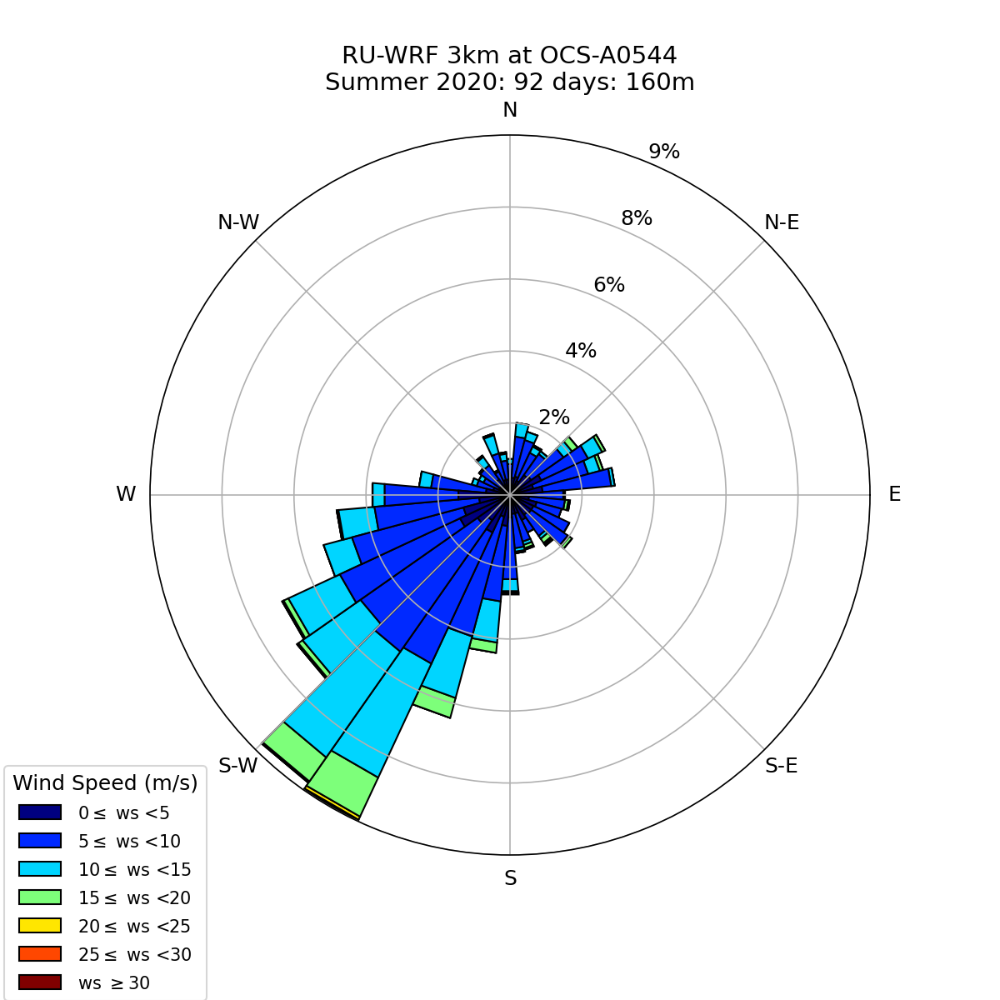 RU-WRF 3km at OCS-A0544
Summer 2020: 92 days: 160m
N
9%
N-W
8%
N-E
6%
4%
2%
W
E
S-W
S-E
S
Wind Speed (m/s)
0≤ ws <5
5≤ ws <10
10≤ ws <15
15≤ ws <20
20≤ ws <25
25≤ ws <30
ws ≥30